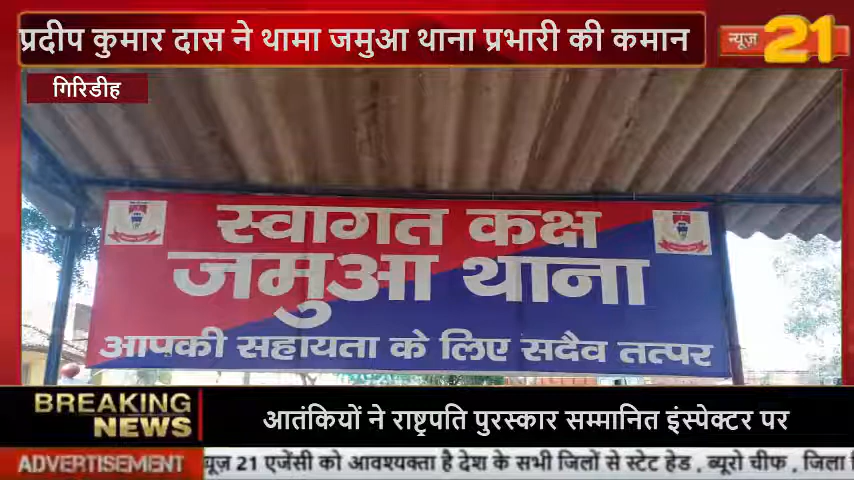 प्रदीप कुमार दास ने थामा जमुआ थाना प्रभारी की कमान
न्यूज़ 21
गिरिडीह
स्वागत कक्ष
जमुआ थाना
आपकी सहायता के लिए सदैव तत्पर
BREAKING NEWS
आतंकियों ने राष्ट्रपति पुरस्कार सम्मानित इंस्पेक्टर पर
ADVERTISEMENT
यूज़ 21 एजेंसी को आवश्यक्ता है देश के सभी जिलों से स्टेट हेड , ब्यूरो चीफ , जिला